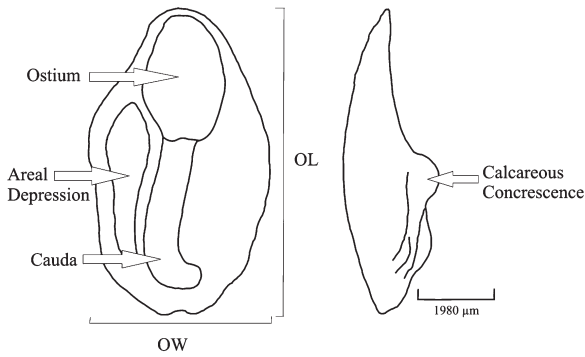 Ostium
OL
Areal
Depression
Calcareous
Concrescence
Cauda
1980 µm
OW